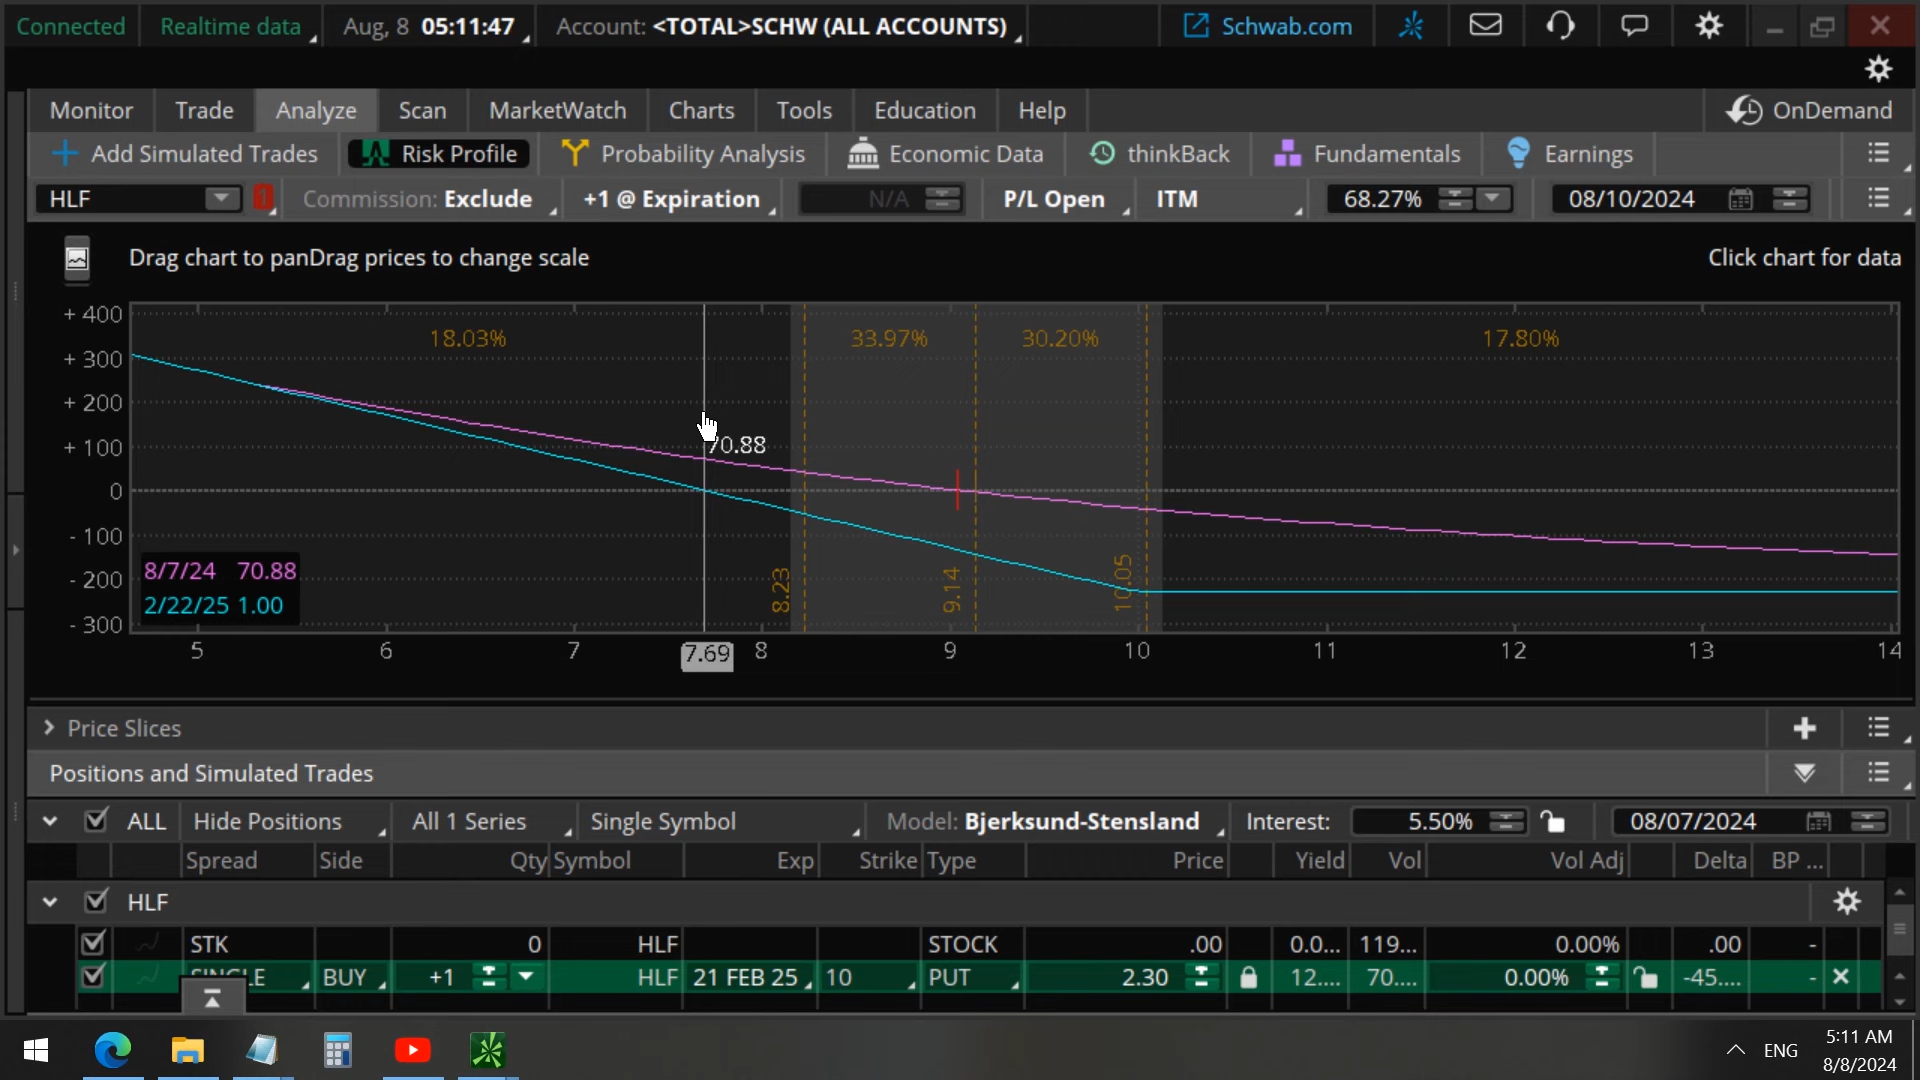 Connected Realtime data Aug, 8 05:11:47 Account: <TOTAL>SCHW (ALL ACCOUNTS) Schwab.com
Monitor Trade Analyze Scan MarketWatch Charts Tools Education Help OnDemand
Add Simulated Trades Risk Profile Probability Analysis Economic Data thinkBack Fundamentals Earnings
HLF 1 Commission: Exclude +1 @ Expiration N/A P/L Open ITM 68.27% 08/10/2024
Drag chart to panDrag prices to change scale Click chart for data
+ 400
18.03% 33.97% 30.20% 17.80%
+ 300
+ 200
+ 100
70.88
0
- 100
8/7/24 70.88
- 200
8.23 9.14 10.05
2/22/25 1.00
- 300
5 6 7 7.69 8 9 10 11 12 13 14
Price Slices
Positions and Simulated Trades
ALL Hide Positions All 1 Series Single Symbol Model: Bjerksund-Stensland Interest: 5.50% 08/07/2024
Spread Side Qty Symbol Exp Strike Type Price Yield Vol Vol Adj Delta BP ...
HLF
STK 0 HLF STOCK .00 0.0... 119... 0.00% .00 -
SINGLE BUY +1 HLF 21 FEB 25 10 PUT 2.30 12.... 70.... 0.00% -45.... -
ENG 5:11 AM
8/8/2024